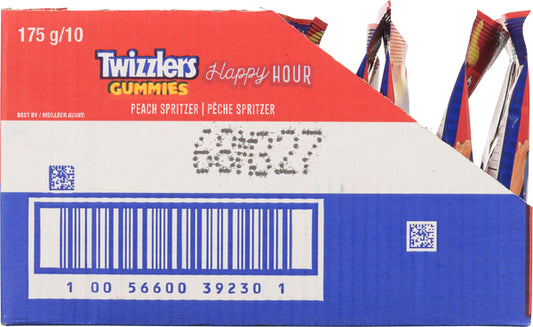 175 g/10
Twizzlers
GUMMIES
Happy HOUR
PEACH SPRITZER | PÊCHE SPRITZER
BEST BY / MEILLEUR AVANT:
1 00 56600 39230 1